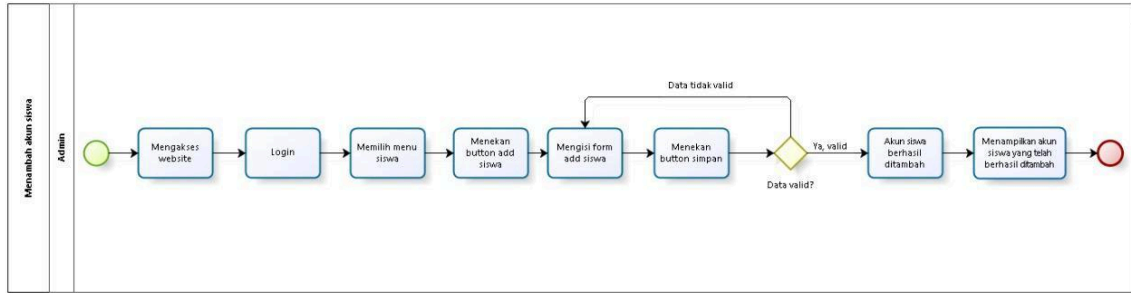 Menambah akun siswa
Admin
Mengakses
website
Login
Memilih menu
siswa
Menekan
button add
siswa
Mengisi form
add siswa
Menekan
button simpan
Data tidak valid
Data valid?
Ya, valid
Akun siswa
berhasil
ditambah
Menampilkan akun
siswa yang telah
berhasil ditambah